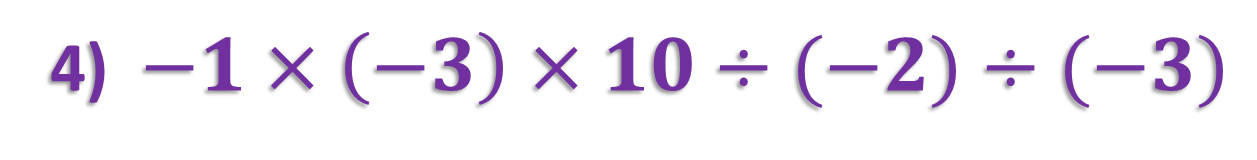 4) −1 × (−3) × 10 ÷ (−2) ÷ (−3)